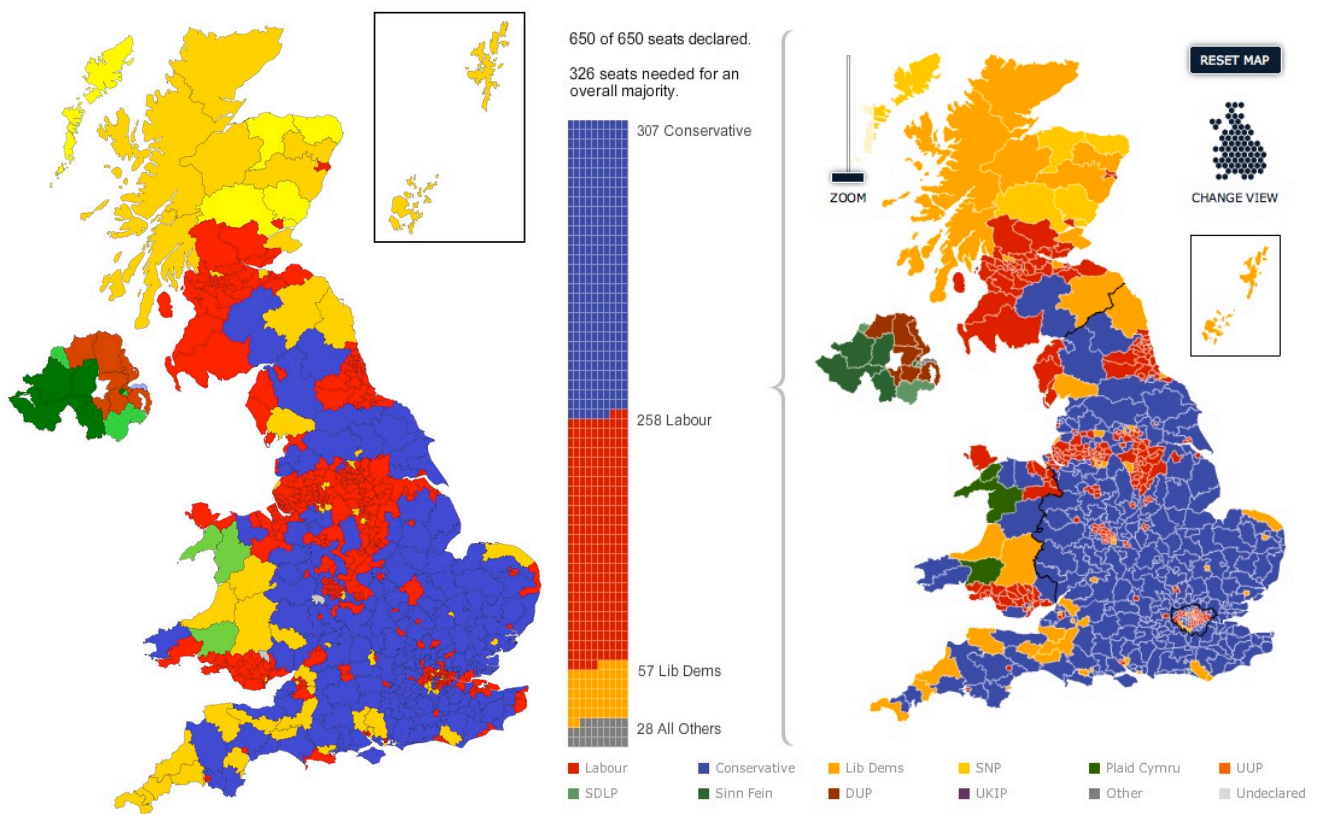 650 of 650 seats declared.
326 seats needed for an
overall majority.
307 Conservative
258 Labour
57 Lib Dems
28 All Others
ZOOM
RESET MAP
CHANGE VIEW
Labour
Conservative
Lib Dems
SNP
Plaid Cymru
UUP
SDLP
Sinn Fein
DUP
UKIP
Other
Undeclared